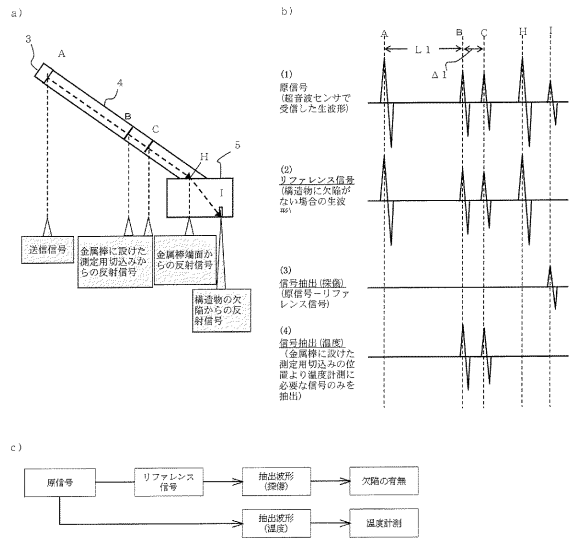 a)
3
A
4
B
C
H
5
I
送信信号
金属棒に設けた
測定用切込みか
らの反射信号
金属棒端面か
らの反射信号
構造物の欠
陥からの反
射信号
b)
A
L1
B
C
H
I
Δ1
(1)
原信号
(超音波センサで
受信した生波
形)
(2)
リファレンス信号
(構造物に欠陥が
ない場合の生波
形)
(3)
信号抽出(探傷)
(原信号－リファ
レンス信号)
(4)
信号抽出(温度)
(金属棒に設けた
測定用切込みの位
置より温度計測に
必要な信号のみを
抽出)
c)
原信号
リファレンス
信号
抽出波形
(探傷)
欠陥の有無
抽出波形
(温度)
温度計測